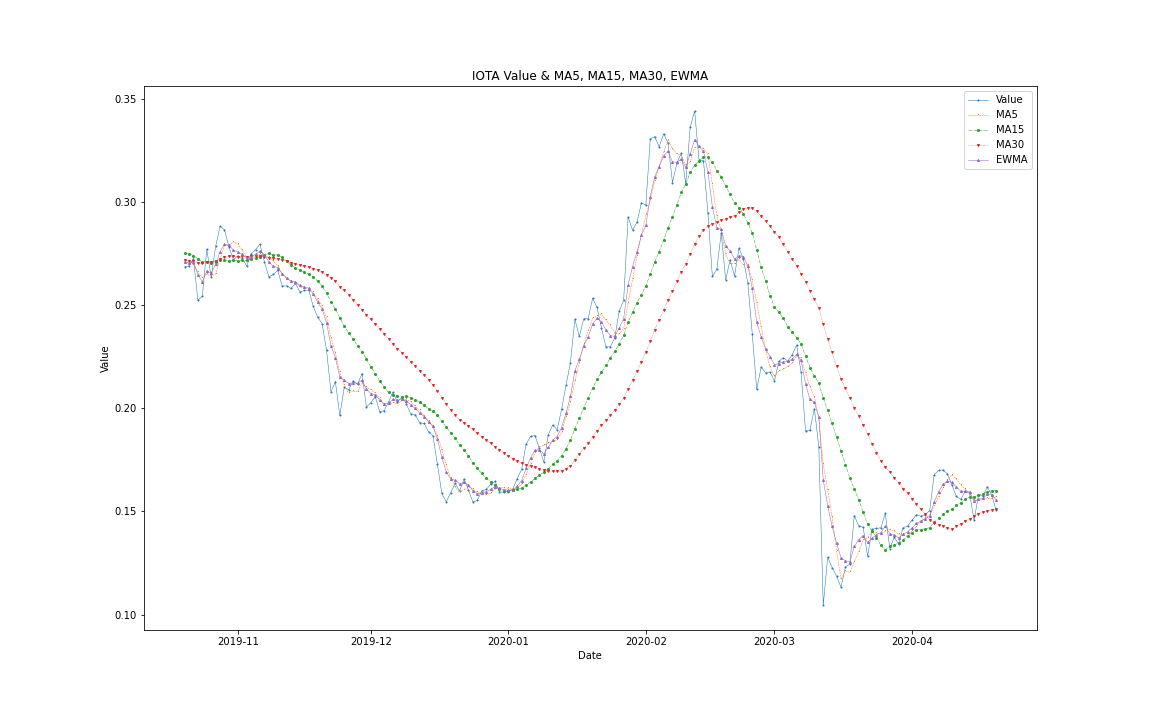 IOTA Value & MA5, MA15, MA30, EWMA
0.35
0.30
0.25
0.20
0.15
0.10
Value
2019-11
2019-12
2020-01
2020-02
2020-03
2020-04
Date
Value
MA5
MA15
MA30
EWMA